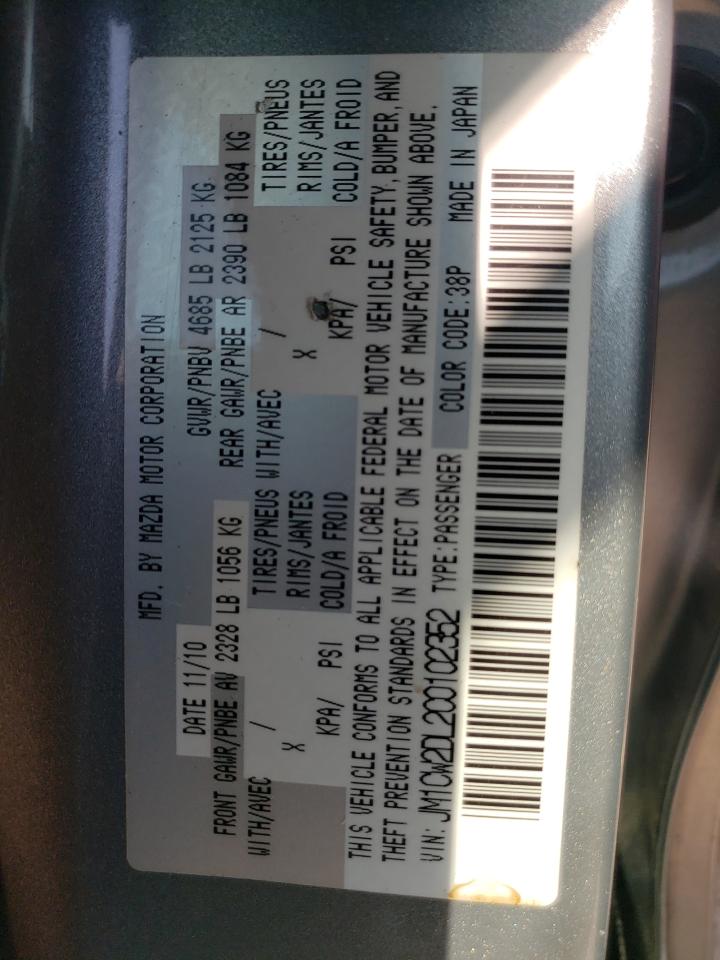 MFD. BY MAZDA MOTOR CORPORATION
DATE 11/10 GVWR/PNBV 4685 LB 2125 KG
FRONT GAWR/PNBE AV 2328 LB 1056 KG REAR GAWR/PNBE AR 2390 LB 1084 KG
WITH/AVEC / TIRES/PNEUS WITH/AVEC / TIRES/PNEUS
X RIMS/JANTES X RIMS/JANTES
KPA/ PSI COLD/A FROID KPA/ PSI COLD/A FROID
THIS VEHICLE CONFORMS TO ALL APPLICABLE FEDERAL MOTOR VEHICLE SAFETY, BUMPER, AND
THEFT PREVENTION STANDARDS IN EFFECT ON THE DATE OF MANUFACTURE SHOWN ABOVE.
VIN: JM1CW2DL2C0102352 TYPE:PASSENGER COLOR CODE:38P MADE IN JAPAN